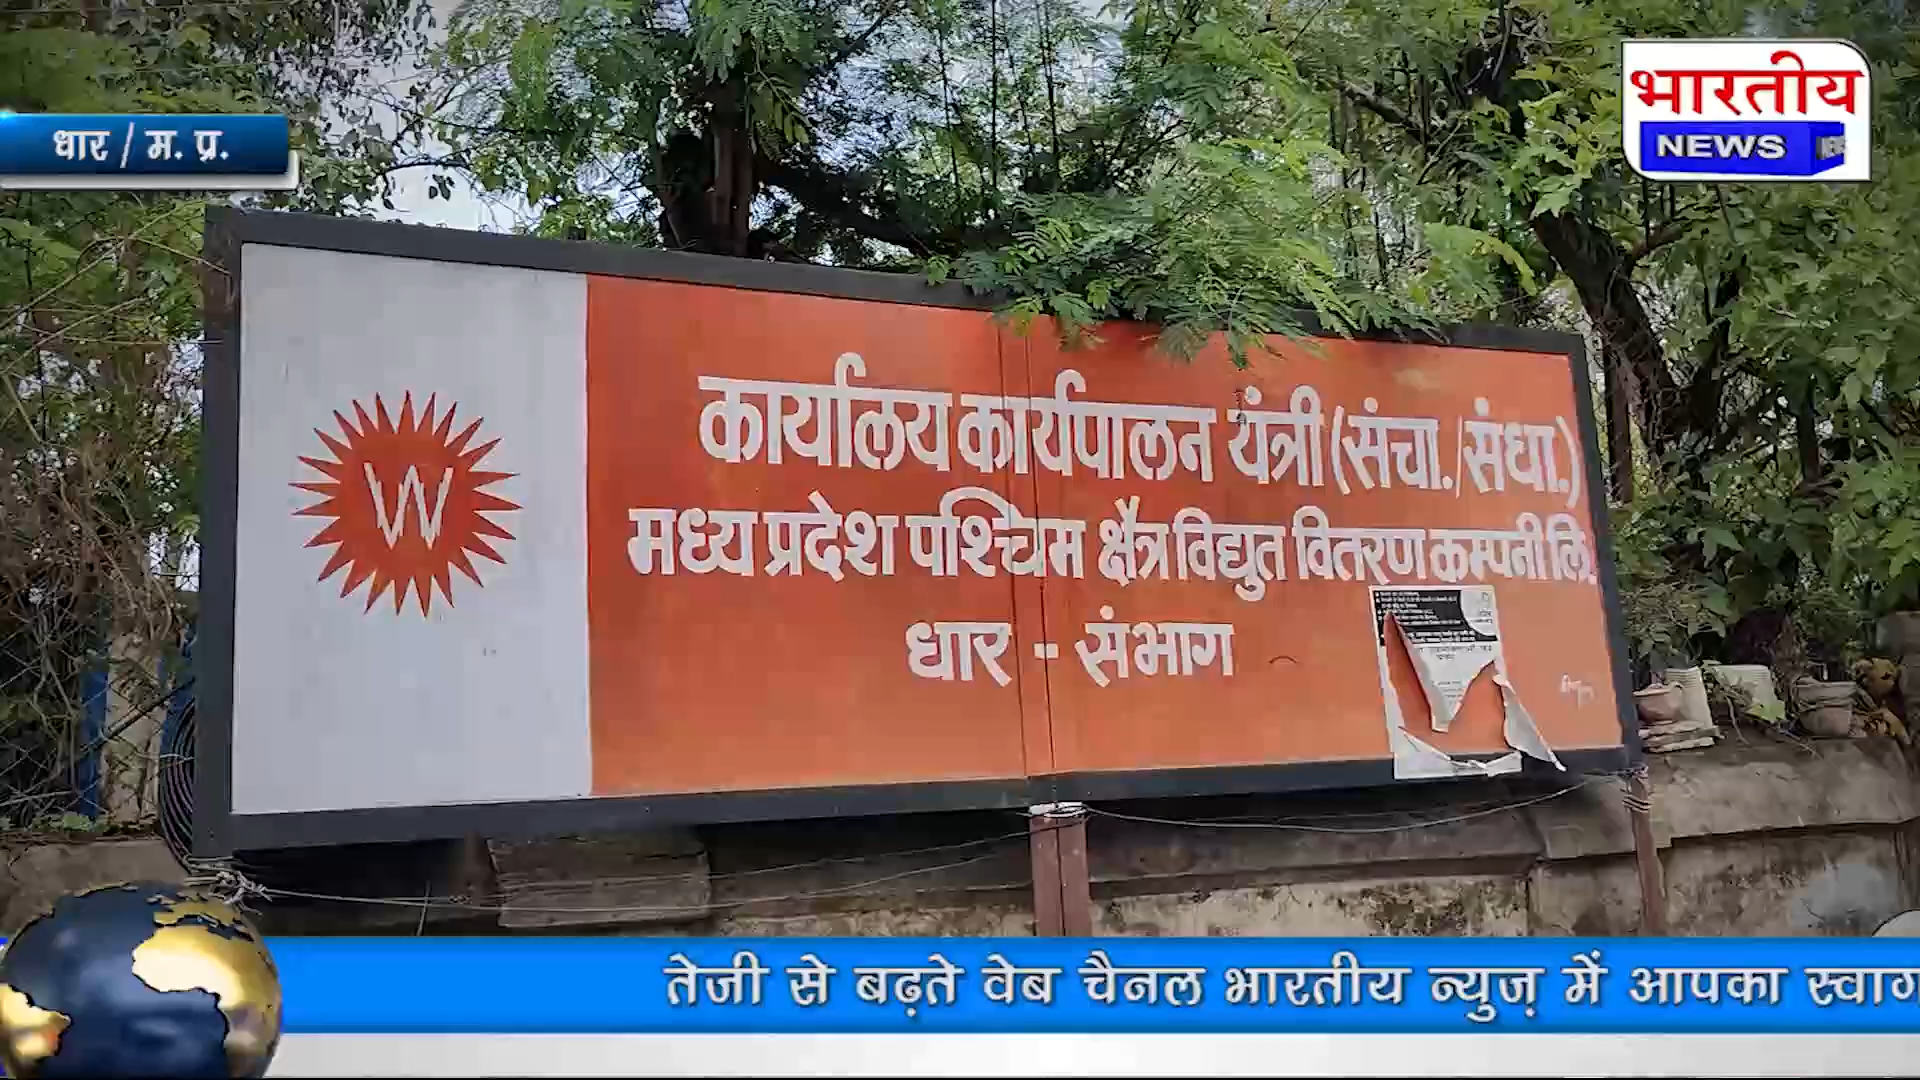 भारतीय
NEWS
धार / म. प्र.
W
कार्यालय कार्यपालन यंत्री (संचा./संधा.)
मध्य प्रदेश पश्चिम क्षैत्र विद्युत वितरण कम्पनी लि.
धार - संभाग
तेजी से बढ़ते वेब चैनल भारतीय न्युज़ में आपका स्वाग